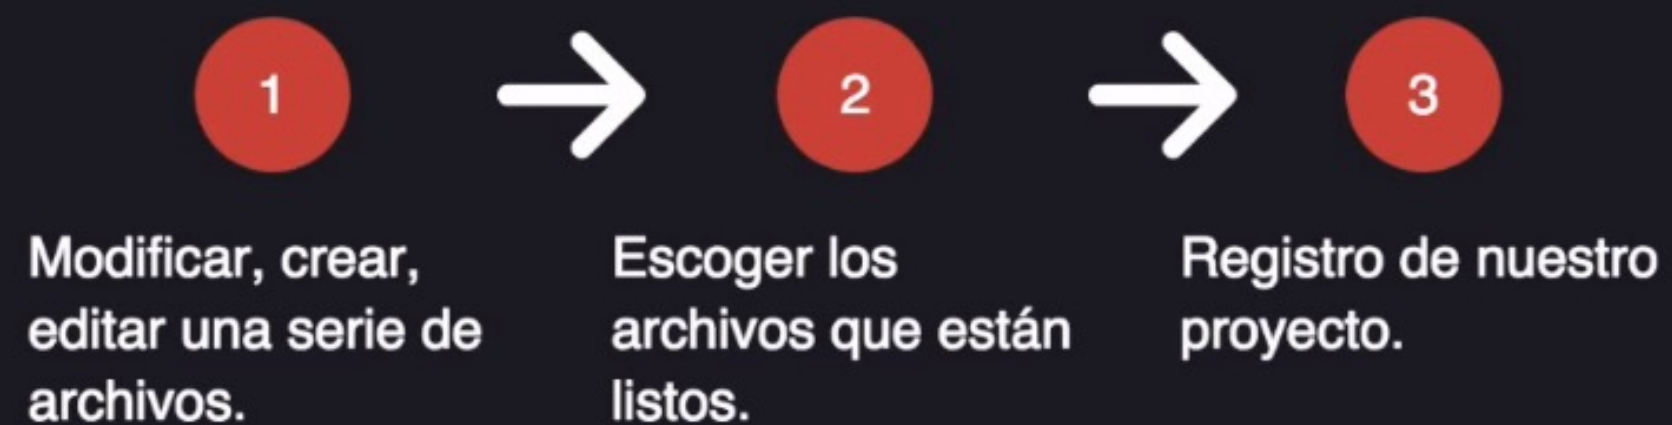 1
Modificar, crear,
editar una serie de
archivos.
2
Escoger los
archivos que están
listos.
3
Registro de nuestro
proyecto.